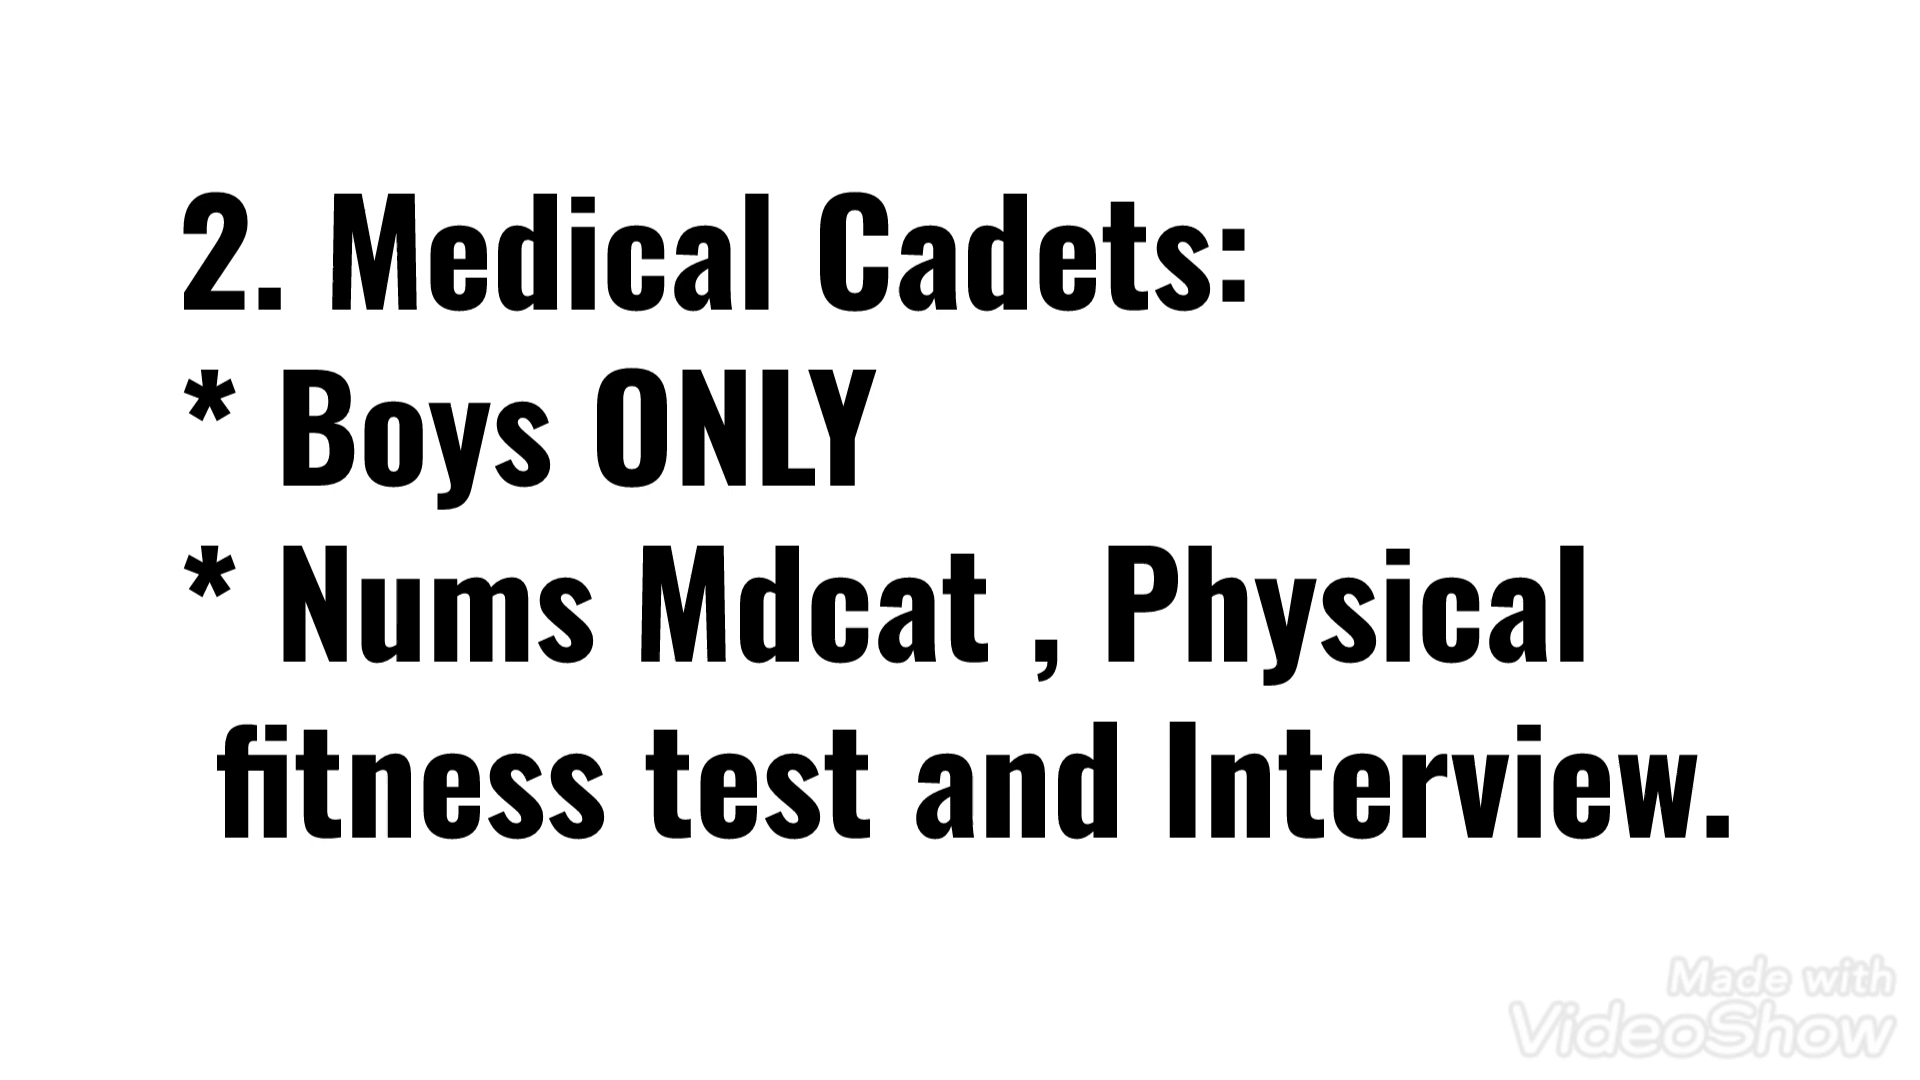 2. Medical Cadets:
* Boys ONLY
* Nums Mdcat , Physical
fitness test and Interview.
Made with
VideoShow